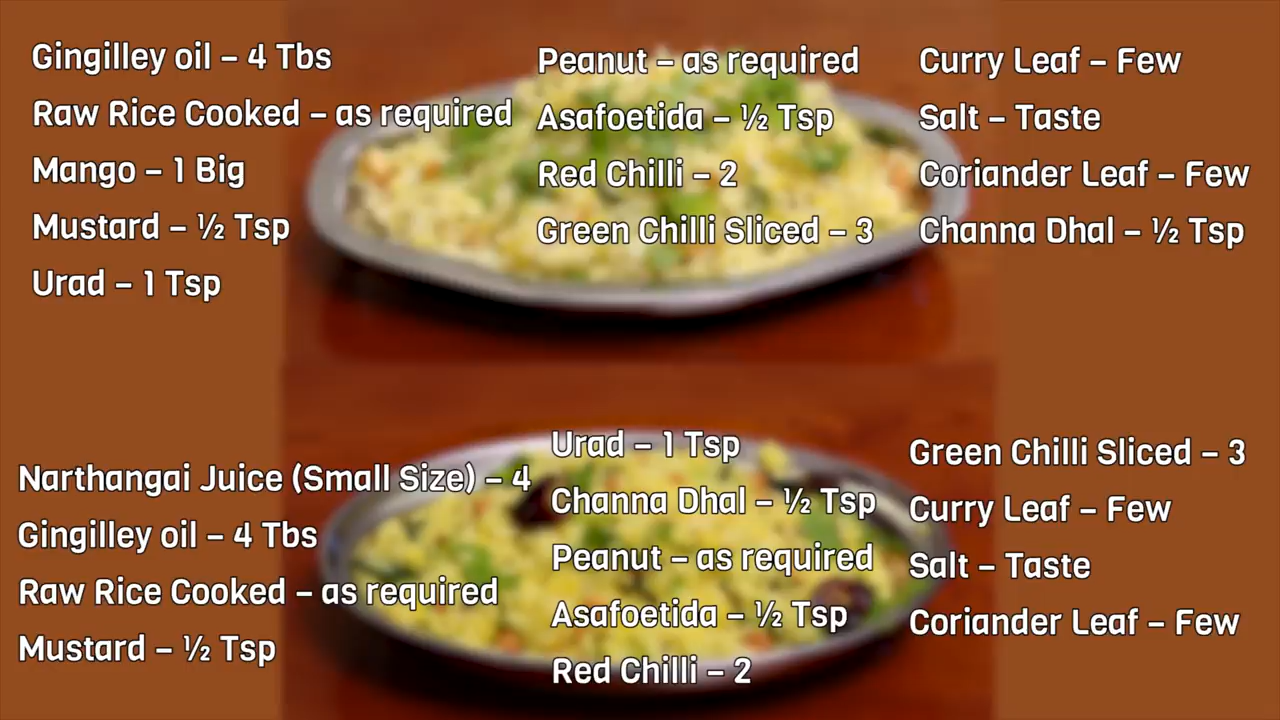 Gingilley oil – 4 Tbs
Raw Rice Cooked – as required
Mango – 1 Big
Mustard – ½ Tsp
Urad – 1 Tsp
Peanut – as required
Asafoetida – ½ Tsp
Red Chilli – 2
Green Chilli Sliced – 3
Curry Leaf – Few
Salt – Taste
Coriander Leaf – Few
Channa Dhal – ½ Tsp
Narthangai Juice (Small Size) – 4
Gingilley oil – 4 Tbs
Raw Rice Cooked – as required
Mustard – ½ Tsp
Urad – 1 Tsp
Channa Dhal – ½ Tsp
Peanut – as required
Asafoetida – ½ Tsp
Red Chilli – 2
Green Chilli Sliced – 3
Curry Leaf – Few
Salt – Taste
Coriander Leaf – Few